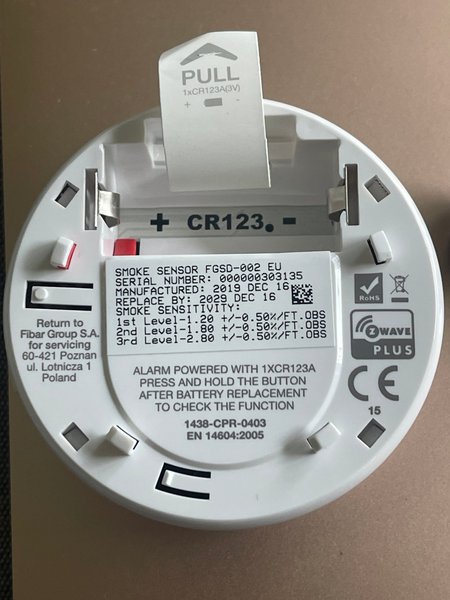 PULL
1xCR123A(3V)
+ -
+ CR123. -
SMOKE SENSOR FGSD-002 EU
SERIAL NUMBER: 000000303135
MANUFACTURED: 2019 DEC 16
REPLACE BY: 2029 DEC 16
SMOKE SENSITIVITY:
1st Level-1.20 +/-0.50%/FT.OBS
2nd Level-1.80 +/-0.50%/FT.OBS
3rd Level-2.80 +/-0.50%/FT.OBS
ALARM POWERED WITH 1XCR123A
PRESS AND HOLD THE BUTTON
AFTER BATTERY REPLACEMENT
TO CHECK THE FUNCTION
1438-CPR-0403
EN 14604:2005
Return to
Fibar Group S.A.
for servicing
60-421 Poznan
ul. Lotnicza 1
Poland
RoHS
Z WAVE
PLUS
CE
15